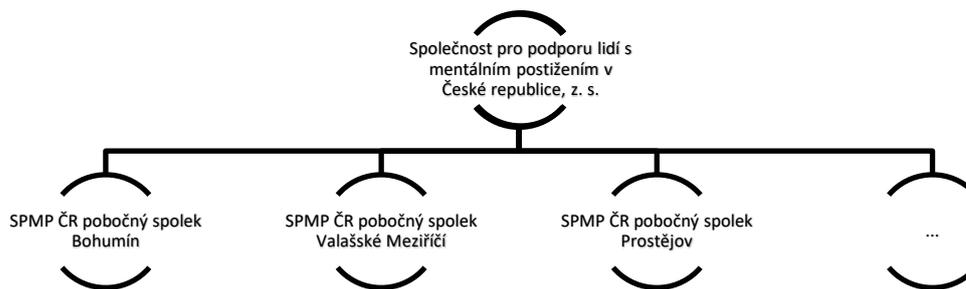 Společnost pro podporu lidí s
mentálním postižením v
České republice, z. s.
SPMP ČR pobočný spolek
Bohumín
SPMP ČR pobočný spolek
Valašské Meziříčí
SPMP ČR pobočný spolek
Prostějov
...